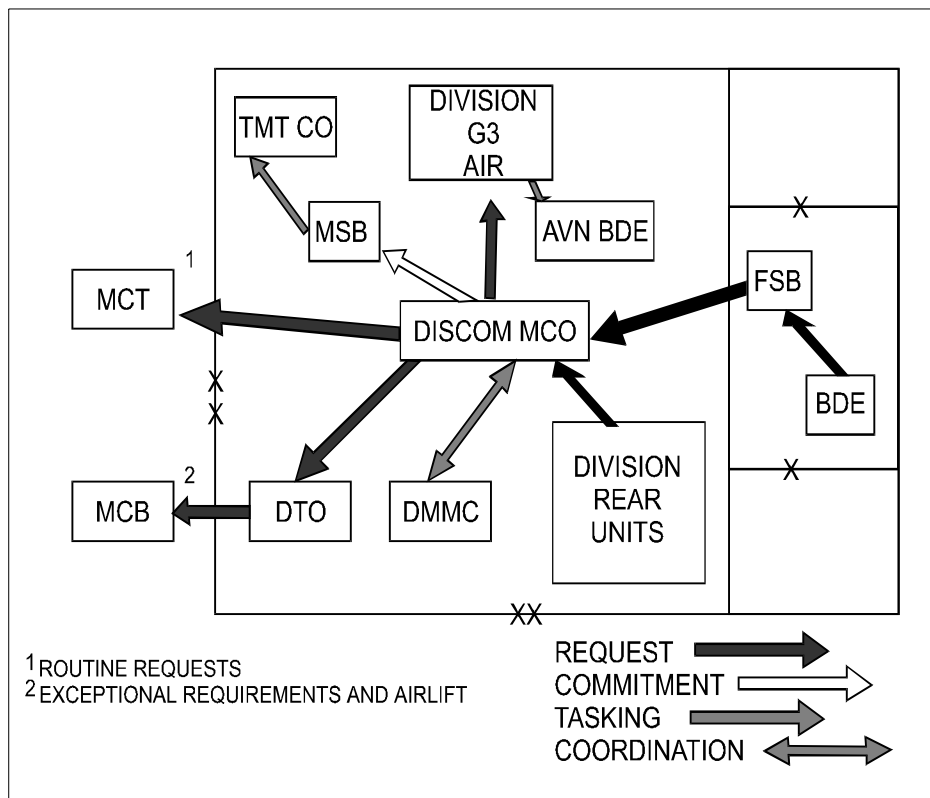 DIVISION
G3
AIR
TMT CO
MSB
AVN BDE
1
MCT
FSB
DISCOM MCO
BDE
X
X
X
2
MCB
DTO
DMMC
DIVISION
REAR
UNITS
X
XX
1 ROUTINE REQUESTS
2 EXCEPTIONAL REQUIREMENTS AND AIRLIFT
REQUEST
COMMITMENT
TASKING
COORDINATION